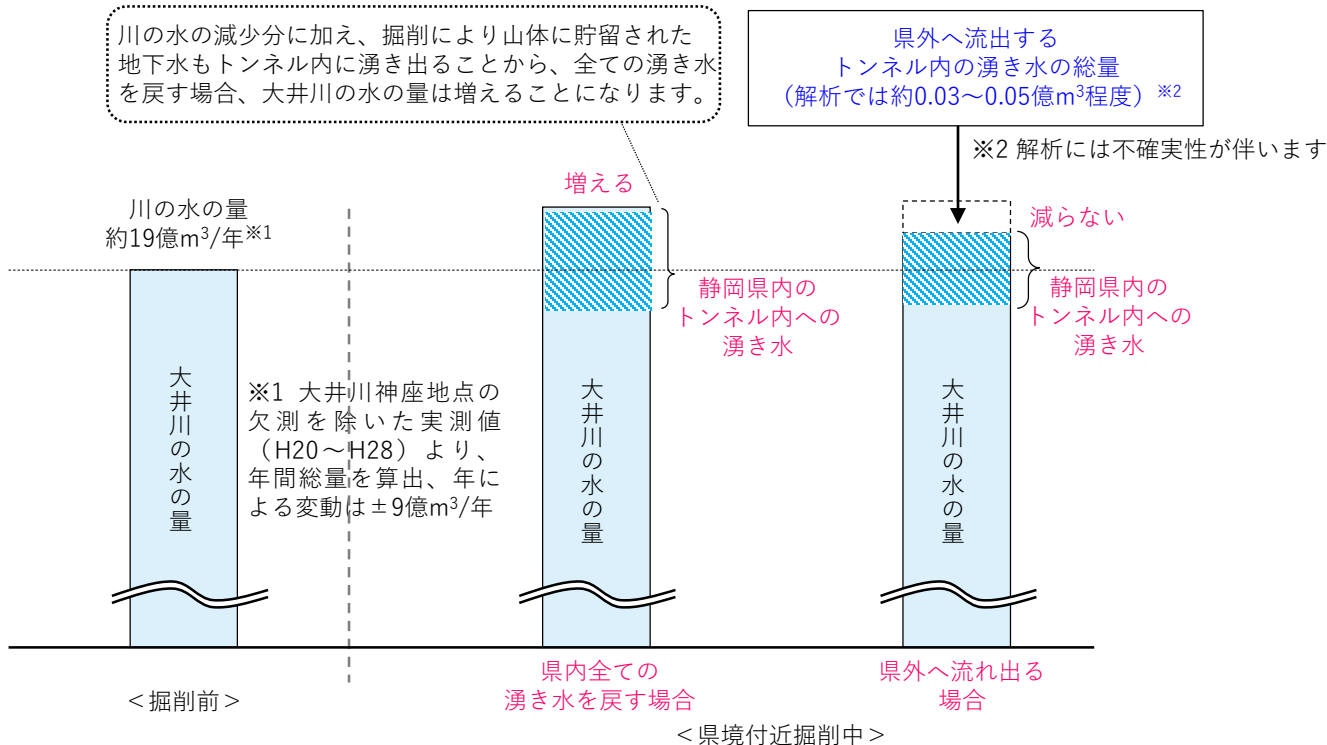 川の水の減少分に加え、掘削により山体に貯留された
地下水もトンネル内に湧き出ることから、全ての湧き水
を戻す場合、大井川の水の量は増えることになります。
県外へ流出する
トンネル内の湧き水の総量
（解析では約0.03～0.05億m³程度）※2
※2 解析には不確実性が伴います
川の水の量
約19億m³/年※1
増える
減らない
静岡県内の
トンネル内への
湧き水
静岡県内の
トンネル内への
湧き水
大井川の水の量
※1 大井川神座地点の
欠測を除いた実測値
（H20～H28）より、
年間総量を算出、年に
よる変動は±9億m³/年
大井川の水の量
大井川の水の量
＜掘削前＞
県内全ての
湧き水を戻す場合
県外へ流れ出る
場合
＜県境付近掘削中＞